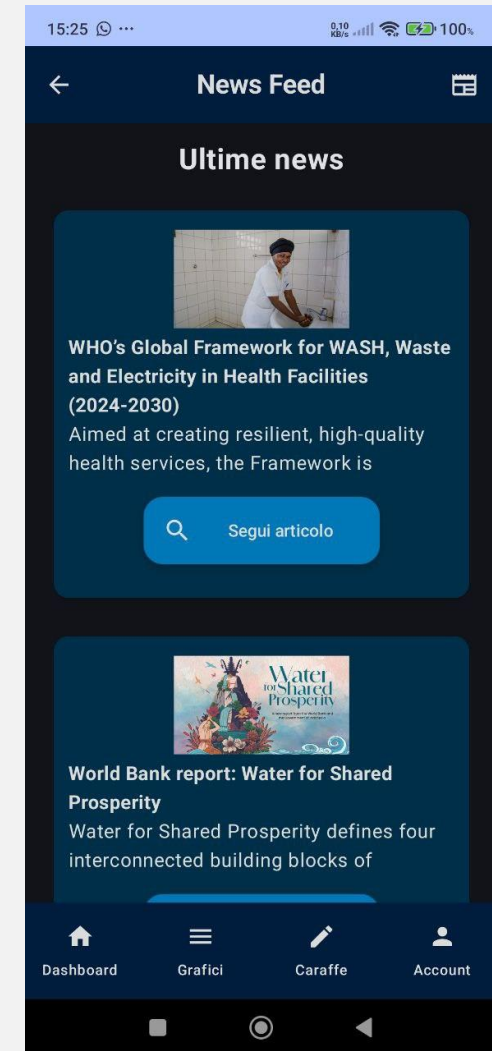 15:25
0,10
KB/s
100%
News Feed
Ultime news
WHO's Global Framework for WASH, Waste
and Electricity in Health Facilities
(2024-2030)
Aimed at creating resilient, high-quality
health services, the Framework is
Segui articolo
Water
for Shared
Prosperity
World Bank report: Water for Shared
Prosperity
Water for Shared Prosperity defines four
interconnected building blocks of
Dashboard
Grafici
Caraffe
Account